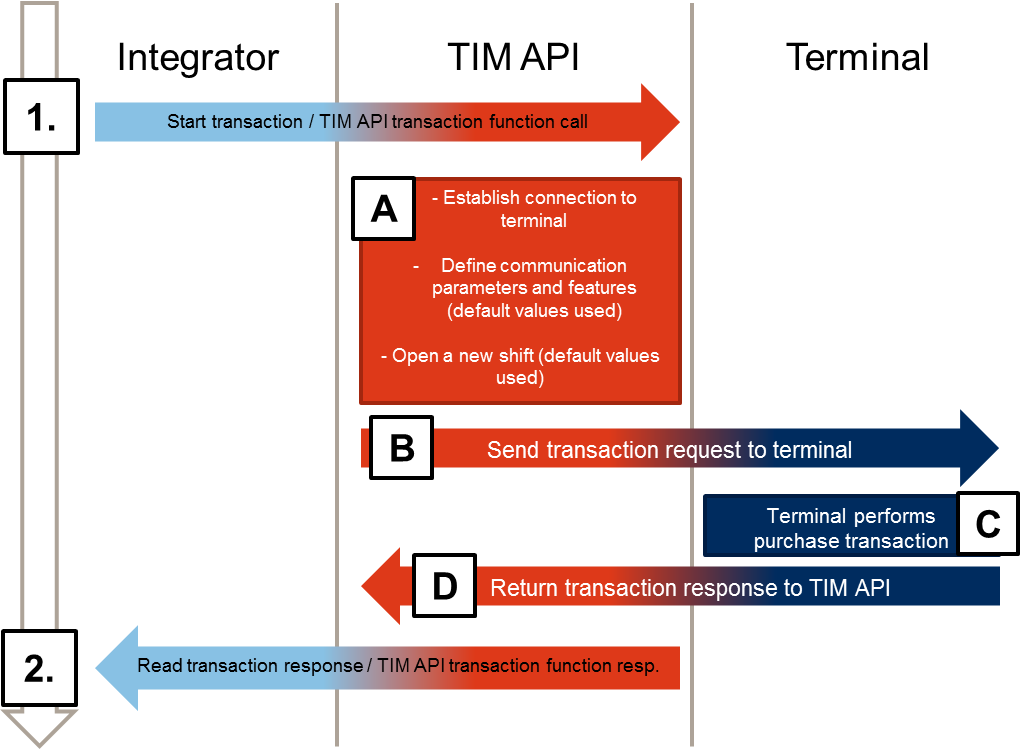 Integrator
TIM API
Terminal
1.
Start transaction / TIM API transaction function call
A
- Establish connection to
terminal
- Define communication
parameters and features
(default values used)
- Open a new shift (default values
used)
B
Send transaction request to terminal
Terminal performs
purchase transaction
C
D
Return transaction response to TIM API
2.
Read transaction response / TIM API transaction function resp.